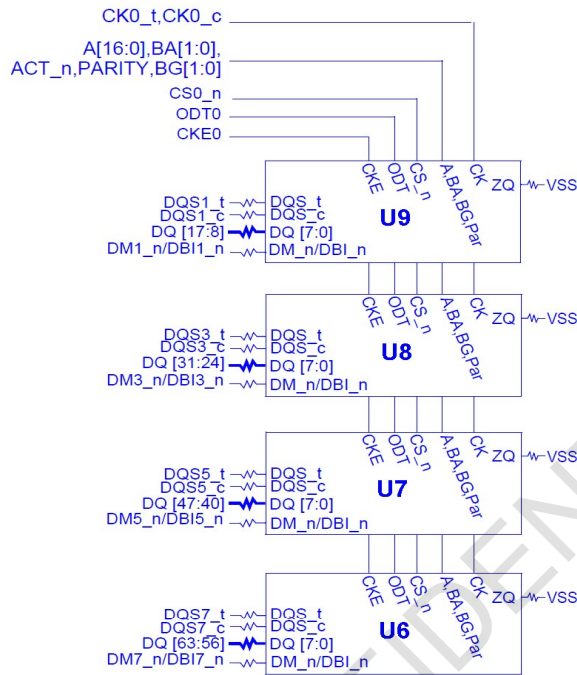 CK0_t,CK0_c
A[16:0],BA[1:0],
ACT_n,PARITY,BG[1:0]
CS0_n
ODT0
CKE0
CKE
ODT
CS_n
A,BA,BG,Par
CK
ZQ
VSS
DQS1_t
DQS_t
DQS1_c
DQS_c
U9
DQ [17:8]
DQ [7:0]
DM1_n/DBI1_n
DM_n/DBI_n
CKE
ODT
CS_n
A,BA,BG,Par
CK
ZQ
VSS
DQS3_t
DQS_t
DQS3_c
DQS_c
U8
DQ [31:24]
DQ [7:0]
DM3_n/DBI3_n
DM_n/DBI_n
CKE
ODT
CS_n
A,BA,BG,Par
CK
ZQ
VSS
DQS5_t
DQS_t
DQS5_c
DQS_c
U7
DQ [47:40]
DQ [7:0]
DM5_n/DBI5_n
DM_n/DBI_n
CKE
ODT
CS_n
A,BA,BG,Par
CK
ZQ
VSS
DQS7_t
DQS_t
DQS7_c
DQS_c
U6
DQ [63:56]
DQ [7:0]
DM7_n/DBI7_n
DM_n/DBI_n